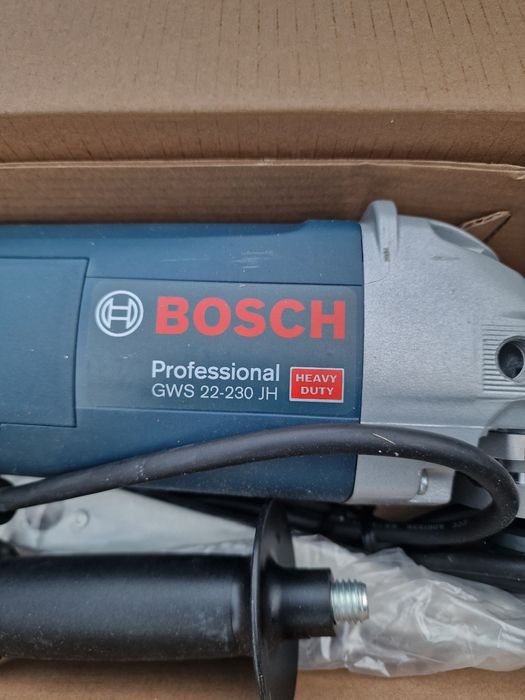 BOSCH
Professional
GWS 22-230 JH
HEAVY
DUTY